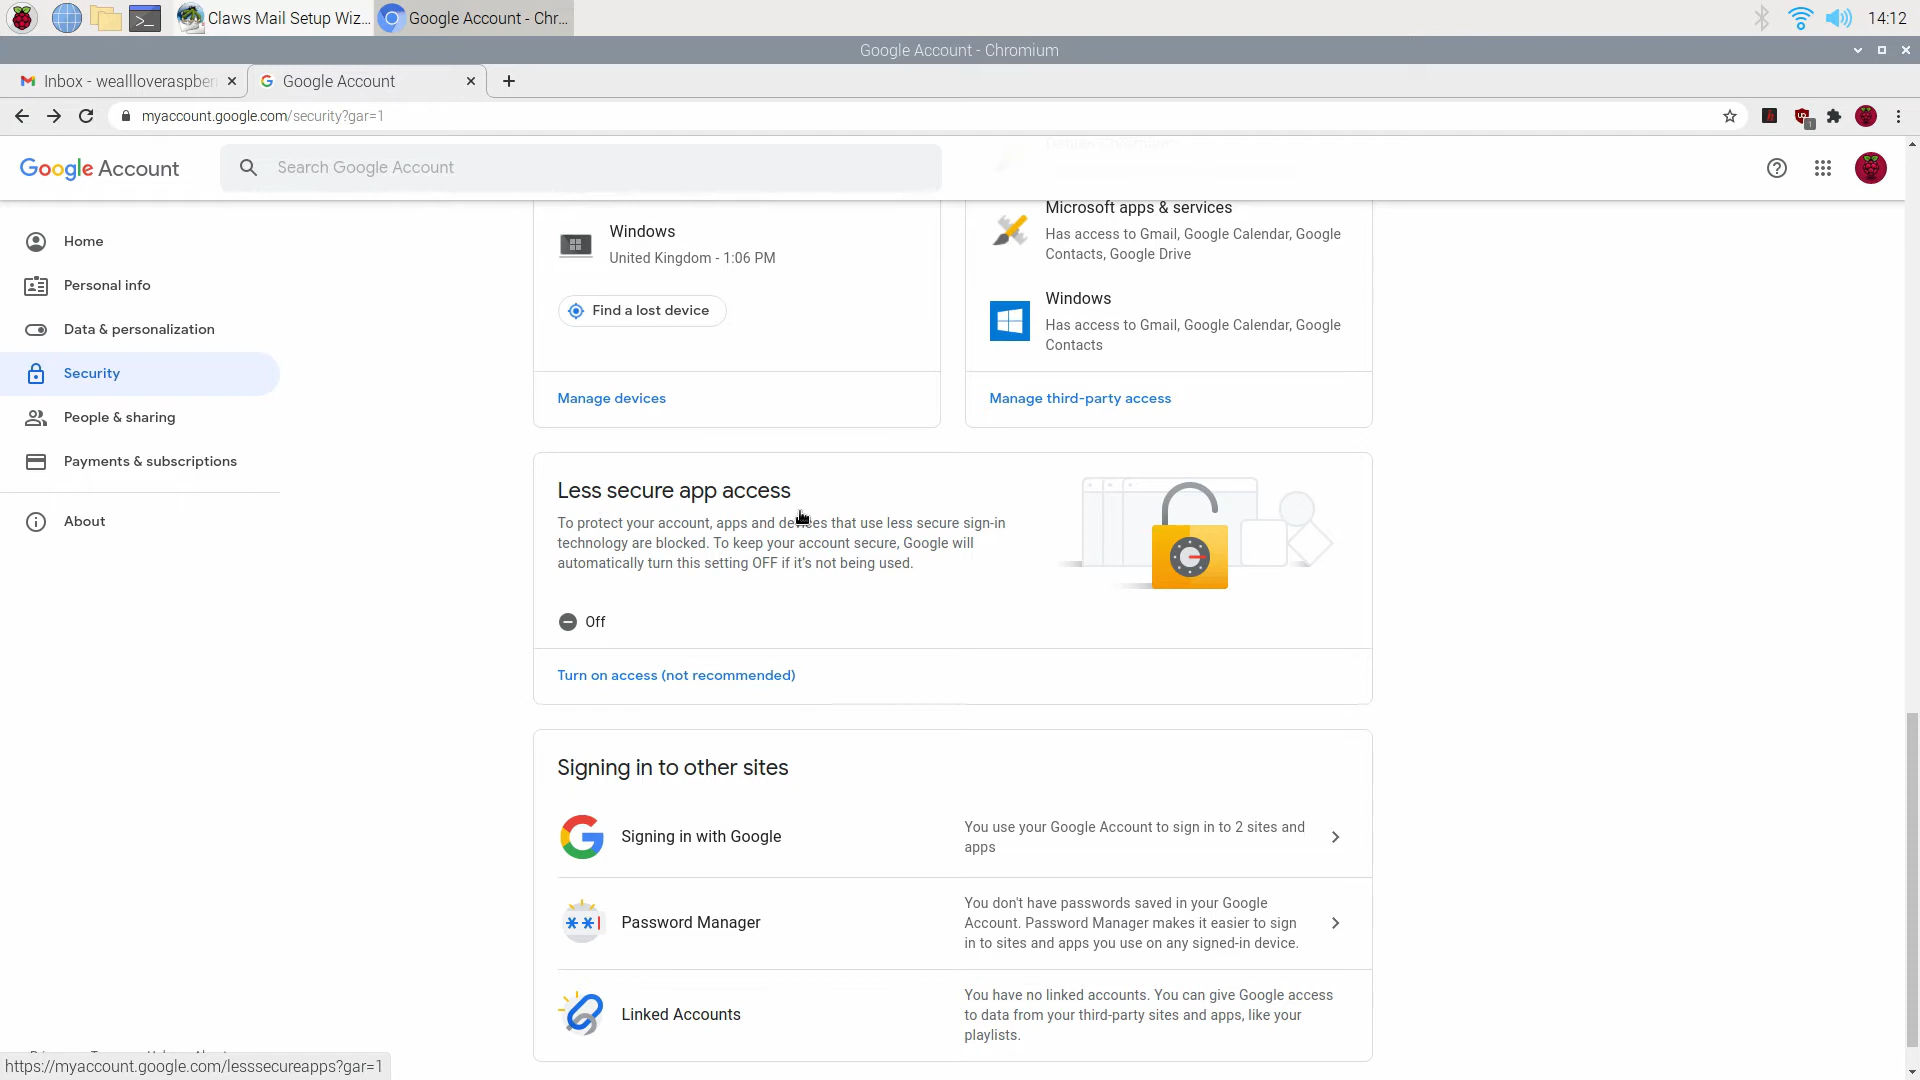 Claws Mail Setup Wiz...
Google Account - Chr...
14:12
Google Account - Chromium
Inbox - weallloveraspber
Google Account
myaccount.google.com/security?gar=1
Google Account
Search Google Account
Home
Personal info
Data & personalization
Security
People & sharing
Payments & subscriptions
About
Windows
United Kingdom - 1:06 PM
Find a lost device
Manage devices
Microsoft apps & services
Has access to Gmail, Google Calendar, Google
Contacts, Google Drive
Windows
Has access to Gmail, Google Calendar, Google
Contacts
Manage third-party access
Less secure app access
To protect your account, apps and devices that use less secure sign-in
technology are blocked. To keep your account secure, Google will
automatically turn this setting OFF if it's not being used.
Off
Turn on access (not recommended)
Signing in to other sites
Signing in with Google
You use your Google Account to sign in to 2 sites and
apps
Password Manager
You don't have passwords saved in your Google
Account. Password Manager makes it easier to sign
in to sites and apps you use on any signed-in device.
Linked Accounts
You have no linked accounts. You can give Google access
to data from your third-party sites and apps, like your
playlists.
https://myaccount.google.com/lesssecureapps?gar=1